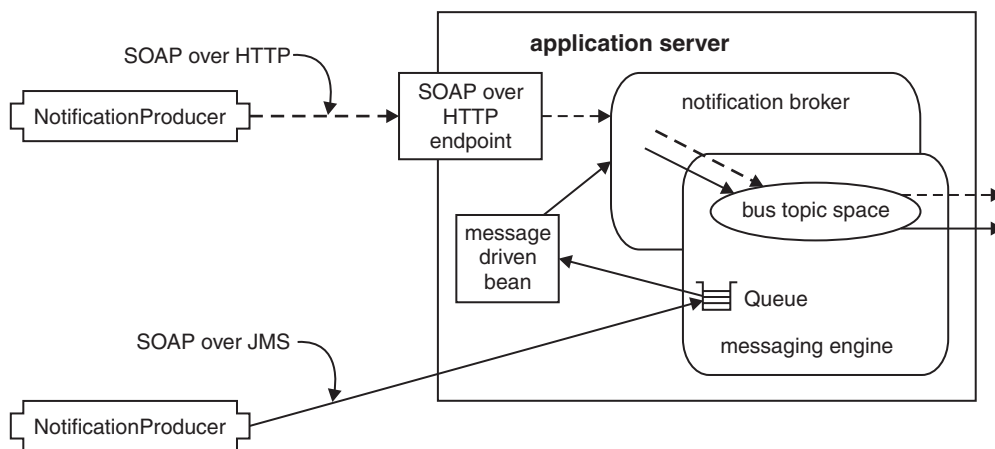 application server
SOAP over HTTP
NotificationProducer
SOAP over
HTTP
endpoint
notification broker
bus topic space
message
driven
bean
Queue
SOAP over JMS
messaging engine
NotificationProducer